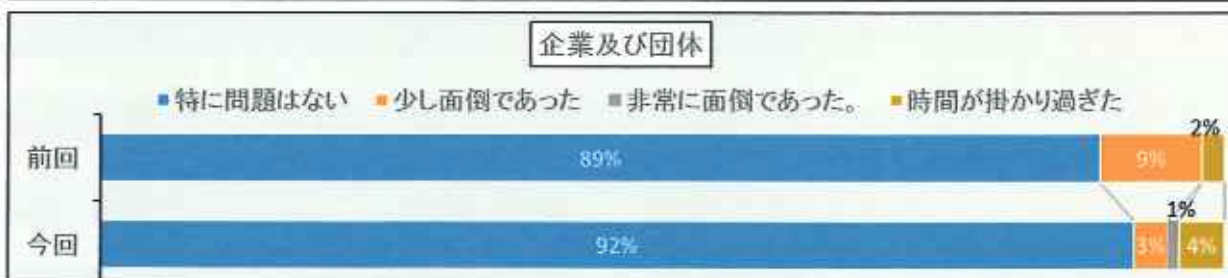 企業及び団体
■特に問題はない ■少し面倒であった ■非常に面倒であった。 ■時間が掛かり過ぎた
前回 89% 9% 2%
今回 92% 3% 1% 4%